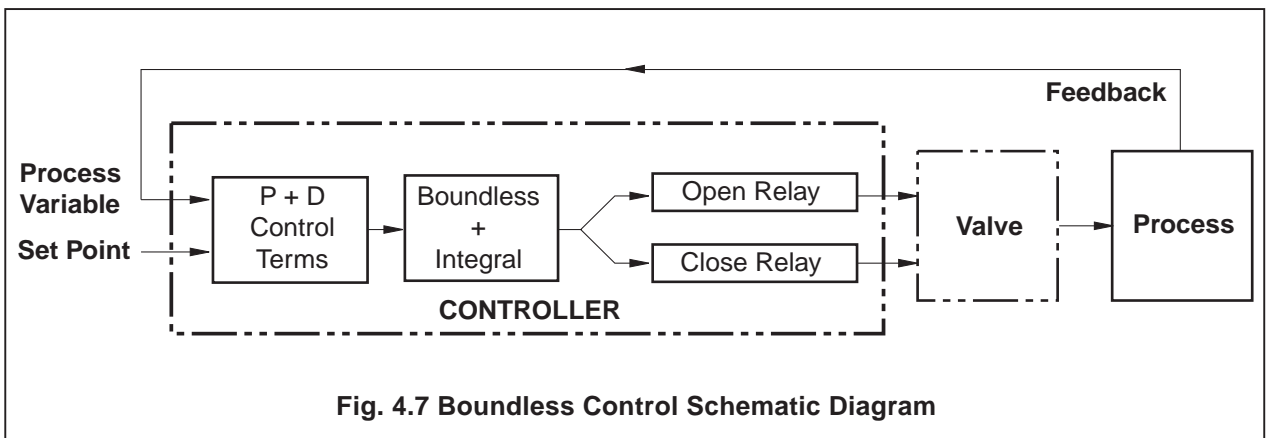 Feedback
Process
Variable
Set Point
P + D
Control
Terms
Boundless
+
Integral
Open Relay
Close Relay
CONTROLLER
Valve
Process
Fig. 4.7 Boundless Control Schematic Diagram